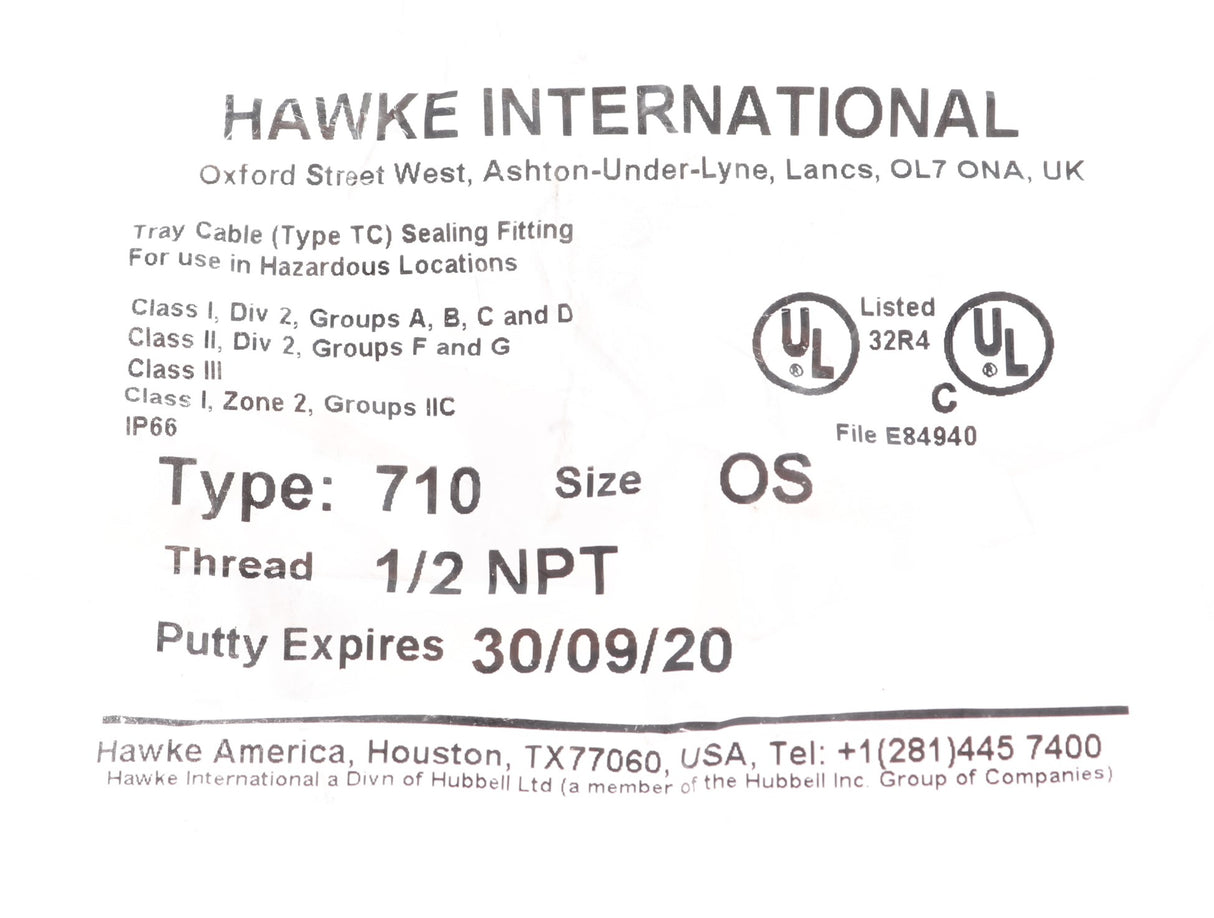 HAWKE INTERNATIONAL
Oxford Street West, Ashton-Under-Lyne, Lancs, OL7 ONA, UK
Tray Cable (Type TC) Sealing Fitting
For use in Hazardous Locations
Class I, Div 2, Groups A, B, C and D
Class II, Div 2, Groups F and G
Class III
Class I, Zone 2, Groups IIC
IP66
UL ® Listed 32R4 C UL ®
File E84940
Type: 710 Size OS
Thread 1/2 NPT
Putty Expires 30/09/20
Hawke America, Houston, TX77060, USA, Tel: +1(281)445 7400
Hawke International a Divn of Hubbell Ltd (a member of the Hubbell Inc. Group of Companies)